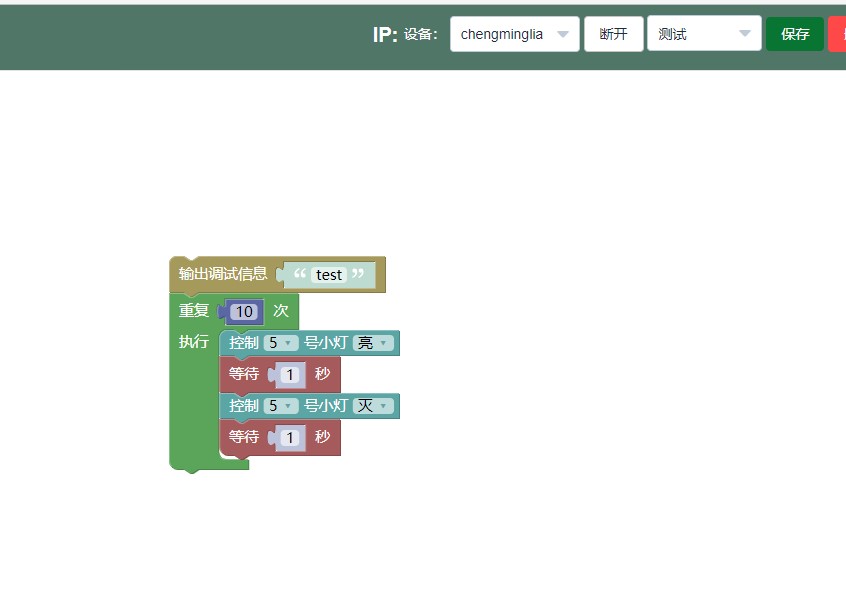 IP: 设备: chengminglia 断开 测试 保存
输出调试信息 “ test ”
重复 10 次
执行 控制 5 号小灯 亮
等待 1 秒
控制 5 号小灯 灭
等待 1 秒